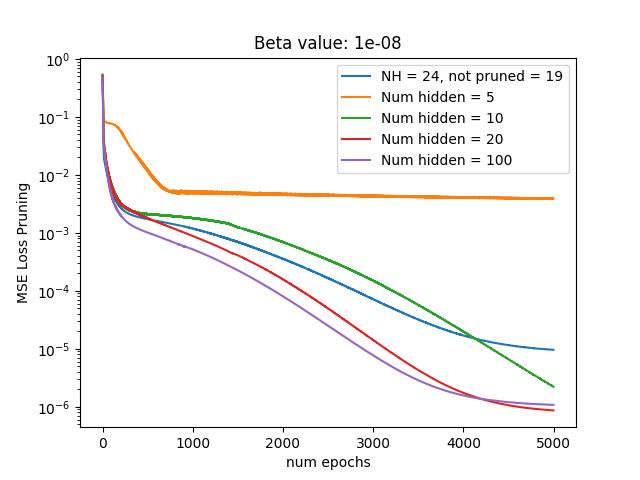 Beta value: 1e-08
MSE Loss Pruning
10^0
10^-1
10^-2
10^-3
10^-4
10^-5
10^-6
NH = 24, not pruned = 19
Num hidden = 5
Num hidden = 10
Num hidden = 20
Num hidden = 100
0 1000 2000 3000 4000 5000
num epochs